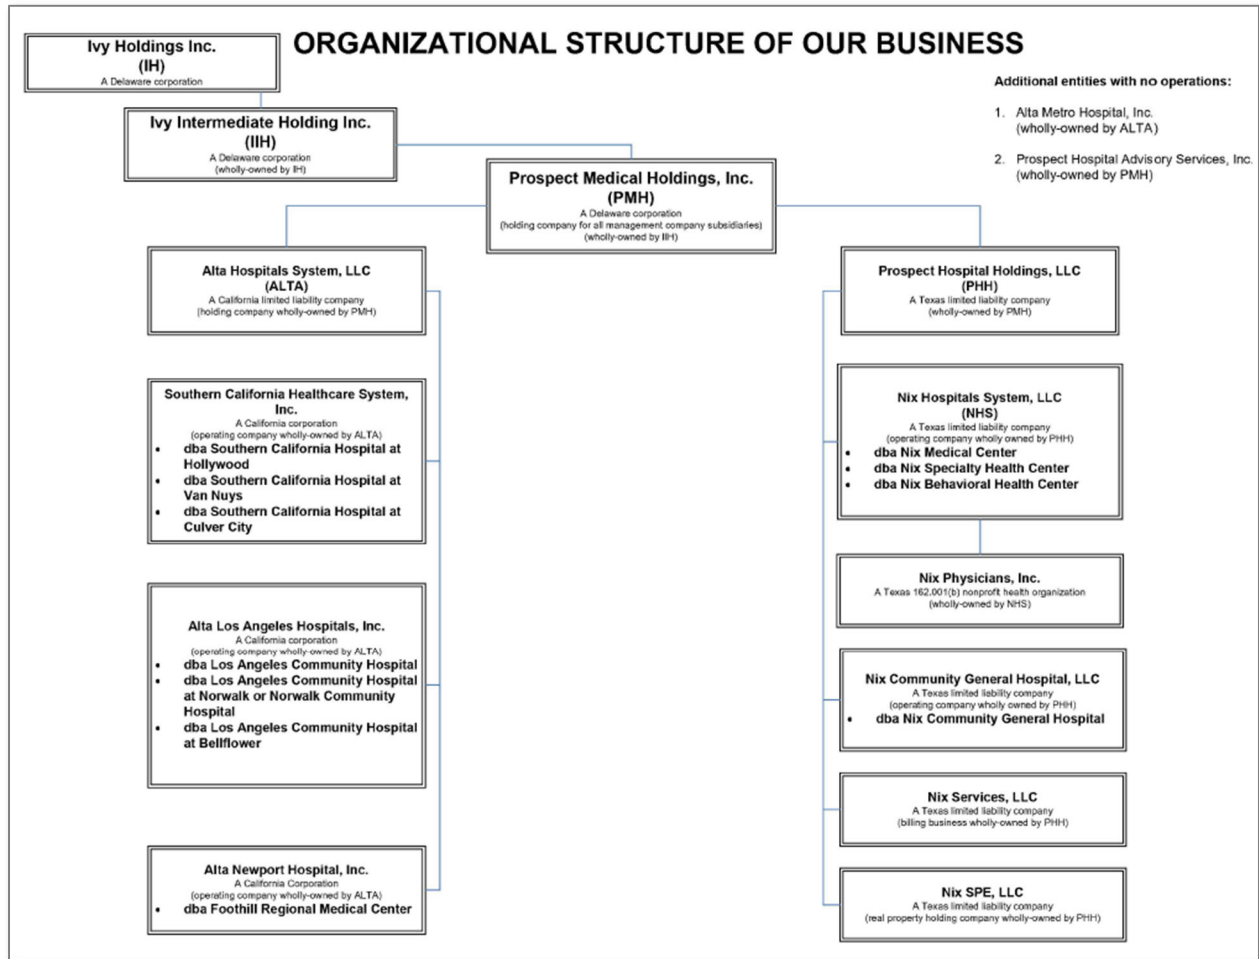 Ivy Holdings Inc.
(IH)
A Delaware corporation
ORGANIZATIONAL STRUCTURE OF OUR BUSINESS
Additional entities with no operations:
1. Alta Metro Hospital, Inc.
(wholly-owned by ALTA)
2. Prospect Hospital Advisory Services, Inc.
(wholly-owned by PMH)
Ivy Intermediate Holding Inc.
(IIH)
A Delaware corporation
(wholly-owned by IH)
Prospect Medical Holdings, Inc.
(PMH)
A Delaware corporation
(holding company for all management company subsidiaries)
(wholly-owned by IIH)
Alta Hospitals System, LLC
(ALTA)
A California limited liability company
(holding company wholly-owned by PMH)
Southern California Healthcare System,
Inc.
A California corporation
(operating company wholly-owned by ALTA)
• dba Southern California Hospital at
Hollywood
• dba Southern California Hospital at
Van Nuys
• dba Southern California Hospital at
Culver City
Alta Los Angeles Hospitals, Inc.
A California corporation
(operating company wholly-owned by ALTA)
• dba Los Angeles Community Hospital
• dba Los Angeles Community Hospital
at Norwalk or Norwalk Community
Hospital
• dba Los Angeles Community Hospital
at Bellflower
Alta Newport Hospital, Inc.
A California Corporation
(operating company wholly-owned by ALTA)
• dba Foothill Regional Medical Center
Prospect Hospital Holdings, LLC
(PHH)
A Texas limited liability company
(wholly-owned by PMH)
Nix Hospitals System, LLC
(NHS)
A Texas limited liability company
(operating company wholly owned by PHH)
• dba Nix Medical Center
• dba Nix Specialty Health Center
• dba Nix Behavioral Health Center
Nix Physicians, Inc.
A Texas 162.001(b) nonprofit health organization
(wholly-owned by NHS)
Nix Community General Hospital, LLC
A Texas limited liability company
(operating company wholly owned by PHH)
• dba Nix Community General Hospital
Nix Services, LLC
A Texas limited liability company
(billing business wholly-owned by PHH)
Nix SPE, LLC
A Texas limited liability company
(real property holding company wholly-owned by PHH)